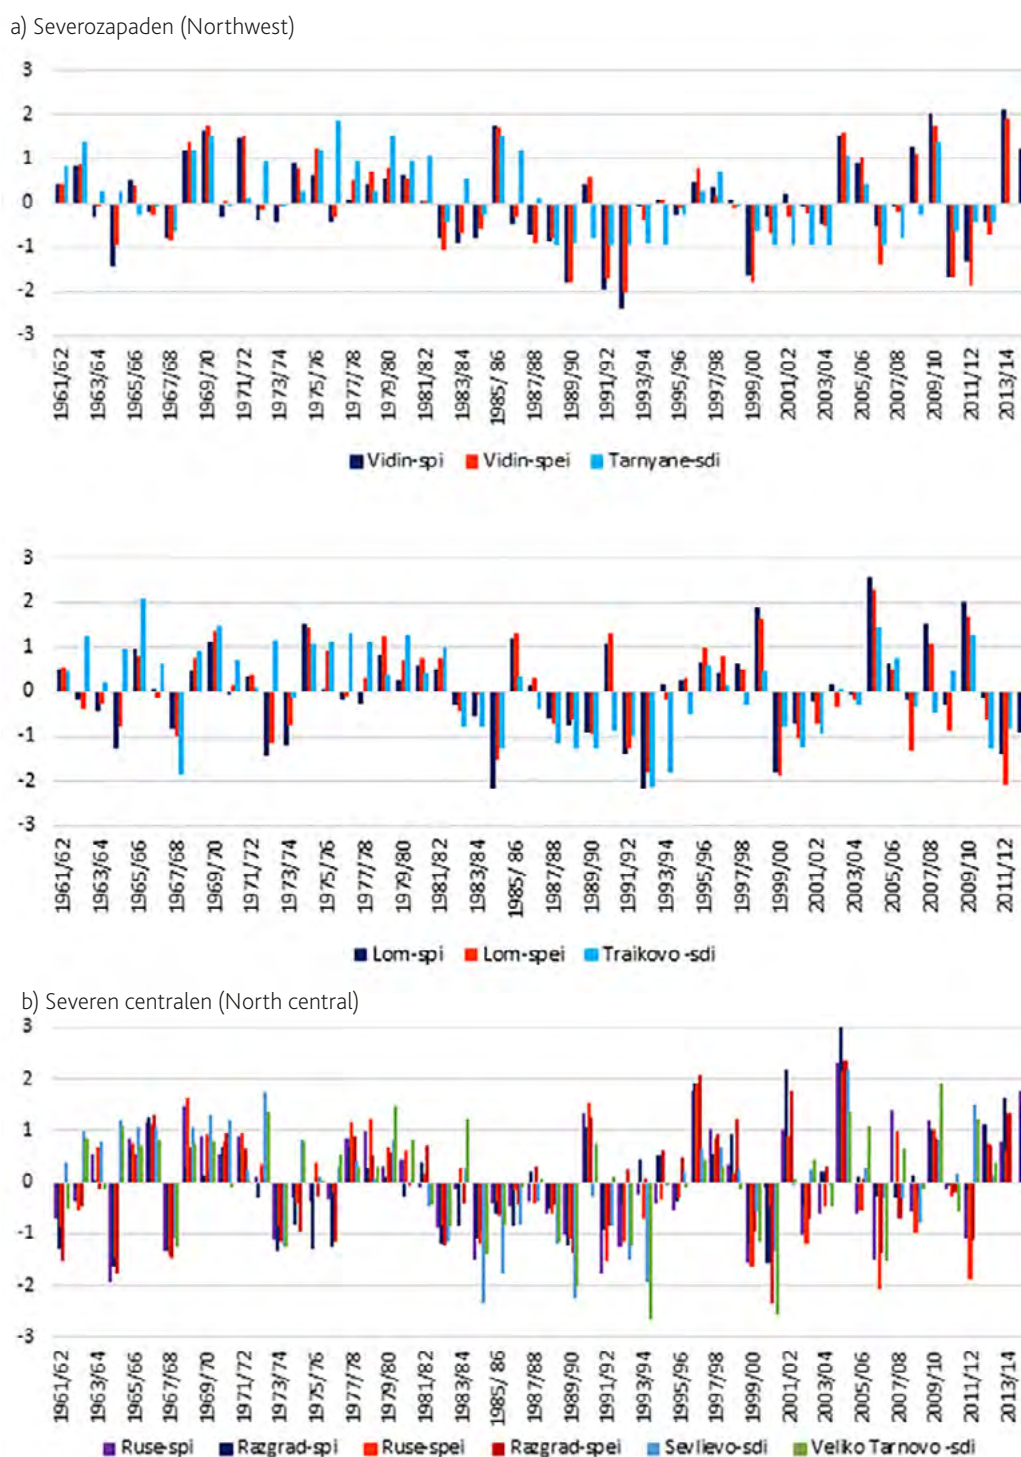 a) Severozapaden (Northwest)
3
2
1
0
-1
-2
-3
1961/62 1963/64 1965/66 1967/68 1969/70 1971/72 1973/74 1975/76 1977/78 1979/80 1981/82 1983/84 1985/ 86 1987/88 1989/90 1991/92 1993/94 1995/96 1997/98 1999/00 2001/02 2003/04 2005/06 2007/08 2009/10 2011/12 2013/14
Vidin-spi Vidin-spei Tarnyane-sdi
3
2
1
0
-1
-2
-3
1961/62 1963/64 1965/66 1967/68 1969/70 1971/72 1973/74 1975/76 1977/78 1979/80 1981/82 1983/84 1985/ 86 1987/88 1989/90 1991/92 1993/94 1995/96 1997/98 1999/00 2001/02 2003/04 2005/06 2007/08 2009/10 2011/12
Lom-spi Lom-spei Traikovo -sdi
b) Severen centralen (North central)
3
2
1
0
-1
-2
-3
1961/62 1963/64 1965/66 1967/68 1969/70 1971/72 1973/74 1975/76 1977/78 1979/80 1981/82 1983/84 1985/ 86 1987/88 1989/90 1991/92 1993/94 1995/96 1997/98 1999/00 2001/02 2003/04 2005/06 2007/08 2009/10 2011/12 2013/14
Ruse-spi Razgrad-spi Ruse-spei Razgrad-spei Sevlievo-sdi Veliko Tarnovo -sdi